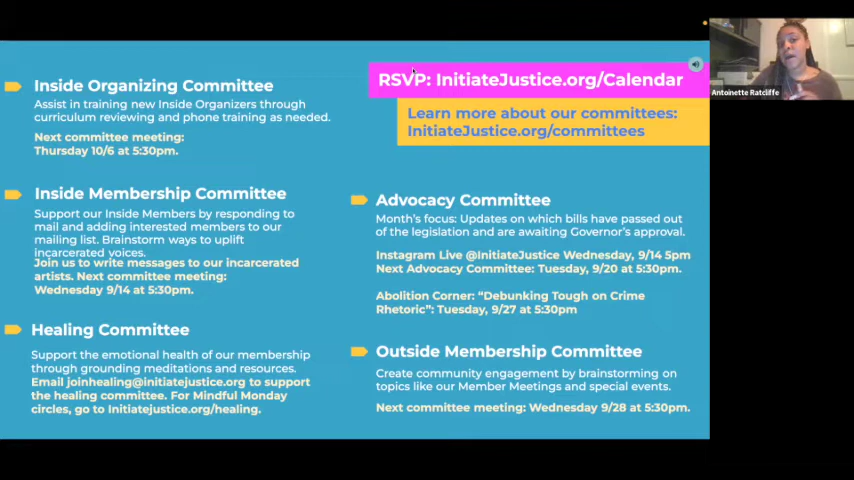 Inside Organizing Committee
Assist in training new Inside Organizers through
curriculum reviewing and phone training as needed.
Next committee meeting:
Thursday 10/6 at 5:30pm.
Inside Membership Committee
Support our Inside Members by responding to
mail and adding interested members to our
mailing list. Brainstorm ways to uplift
incarcerated voices.
Join us to write messages to our incarcerated
artists. Next committee meeting:
Wednesday 9/14 at 5:30pm.
Healing Committee
Support the emotional health of our membership
through grounding meditations and resources.
Email joinhealing@initiatejustice.org to support
the healing committee. For Mindful Monday
circles, go to Initiatejustice.org/healing.
RSVP: InitiateJustice.org/Calendar
Learn more about our committees:
InitiateJustice.org/committees
Advocacy Committee
Month's focus: Updates on which bills have passed out
of the legislation and are awaiting Governor's approval.
Instagram Live @InitiateJustice Wednesday, 9/14 5pm
Next Advocacy Committee: Tuesday, 9/20 at 5:30pm.
Abolition Corner: “Debunking Tough on Crime
Rhetoric”: Tuesday, 9/27 at 5:30pm
Outside Membership Committee
Create community engagement by brainstorming on
topics like our Member Meetings and special events.
Next committee meeting: Wednesday 9/28 at 5:30pm.
Antoinette Ratcliffe